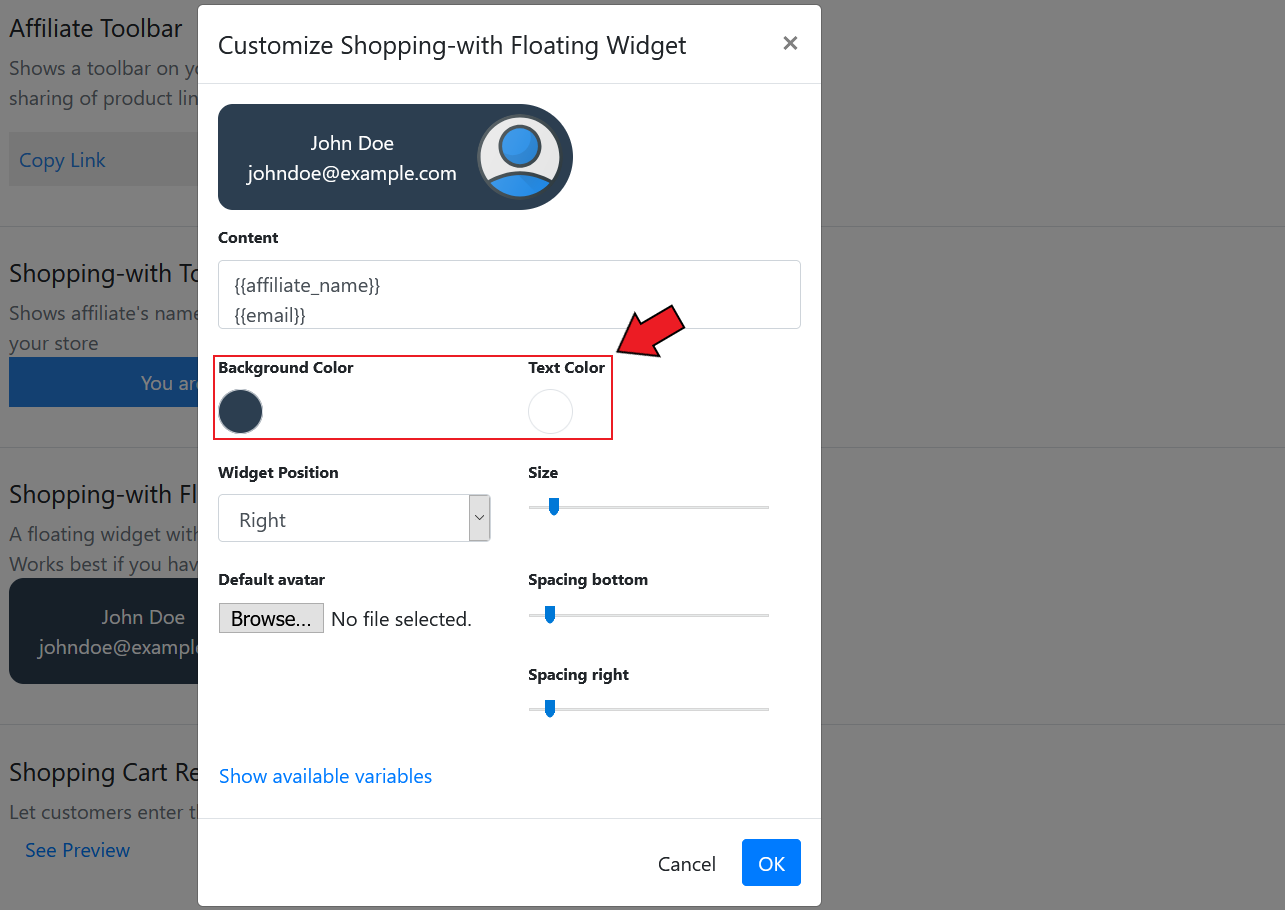 Affiliate Toolbar
Shows a toolbar on yo
sharing of product lin
Copy Link
Shopping-with To
Shows affiliate's name
your store
You are
Shopping-with Fl
A floating widget with
Works best if you hav
John Doe
johndoe@example
Shopping Cart Re
Let customers enter th
See Preview
Customize Shopping-with Floating Widget
×
John Doe
johndoe@example.com
Content
{{affiliate_name}}
{{email}}
Background Color
Text Color
Widget Position
Size
Right
Default avatar
Spacing bottom
Browse... No file selected.
Spacing right
Show available variables
Cancel
OK